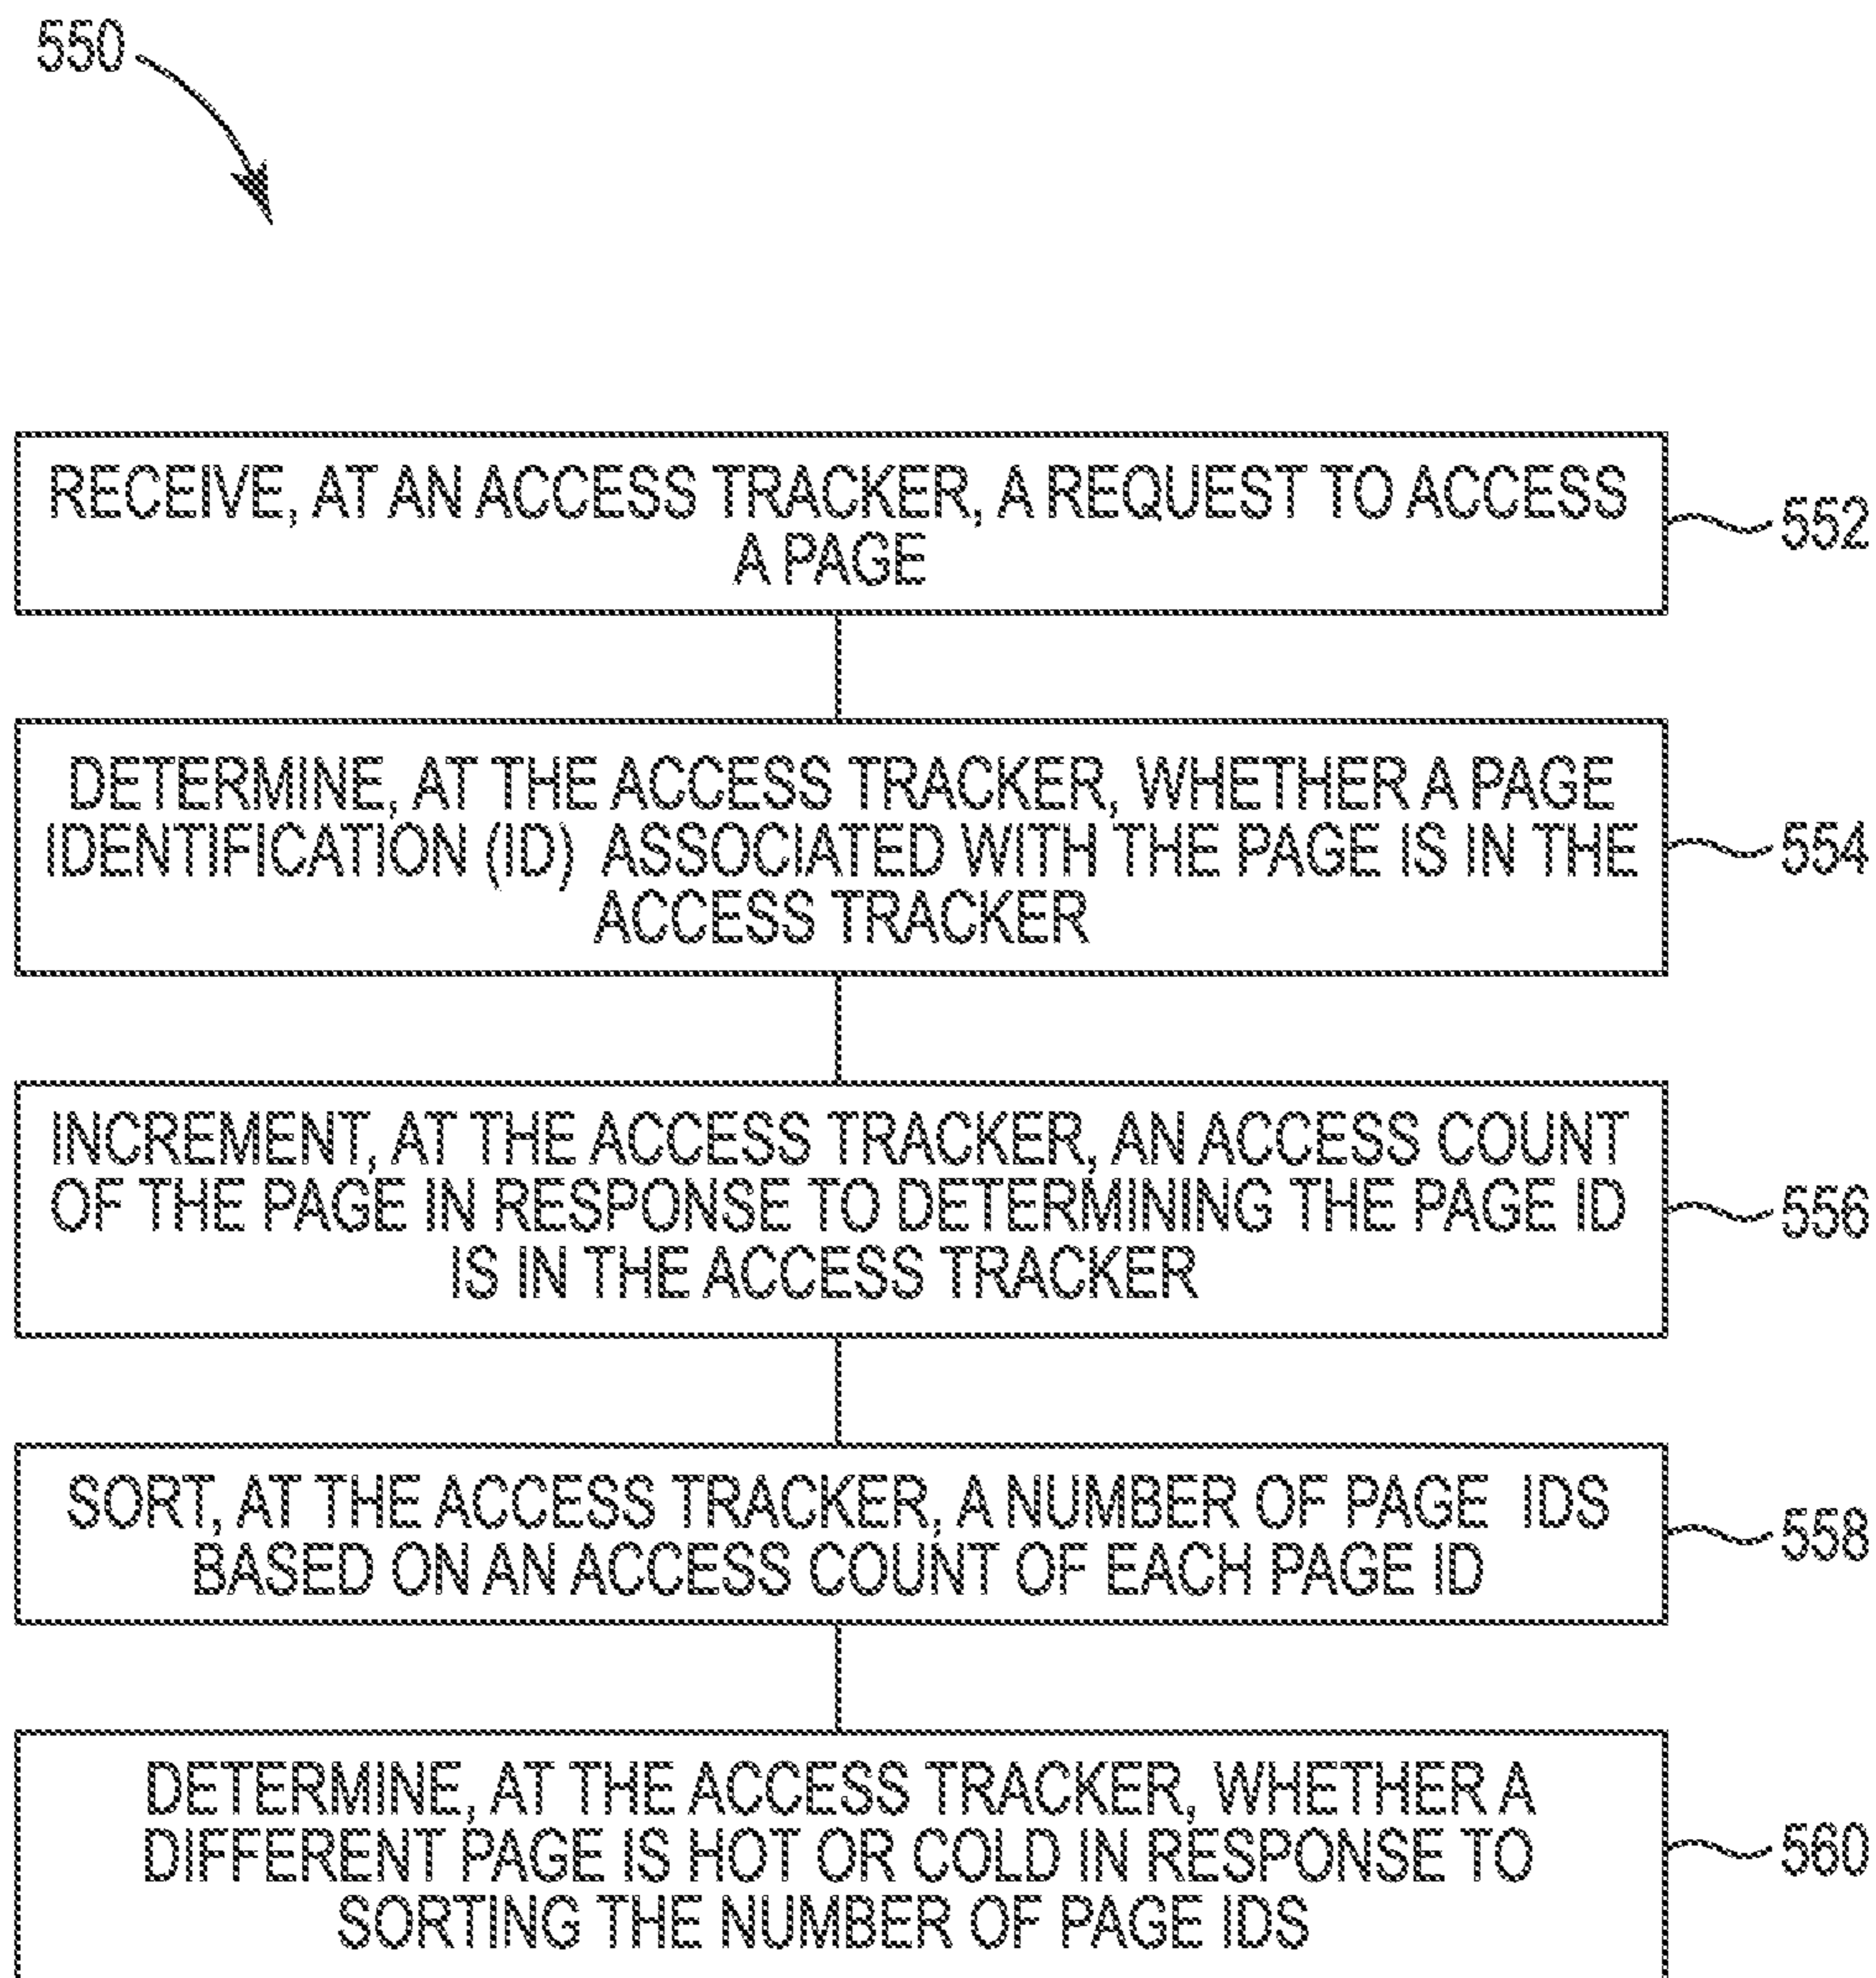 550
RECEIVE, AT AN ACCESS TRACKER, A REQUEST TO ACCESS
A PAGE
552
DETERMINE, AT THE ACCESS TRACKER, WHETHER A PAGE
IDENTIFICATION (ID) ASSOCIATED WITH THE PAGE IS IN THE
ACCESS TRACKER
554
INCREMENT, AT THE ACCESS TRACKER, AN ACCESS COUNT
OF THE PAGE IN RESPONSE TO DETERMINING THE PAGE ID
IS IN THE ACCESS TRACKER
556
SORT, AT THE ACCESS TRACKER, A NUMBER OF PAGE IDS
BASED ON AN ACCESS COUNT OF EACH PAGE ID
558
DETERMINE, AT THE ACCESS TRACKER, WHETHER A
DIFFERENT PAGE IS HOT OR COLD IN RESPONSE TO
SORTING THE NUMBER OF PAGE IDS
560